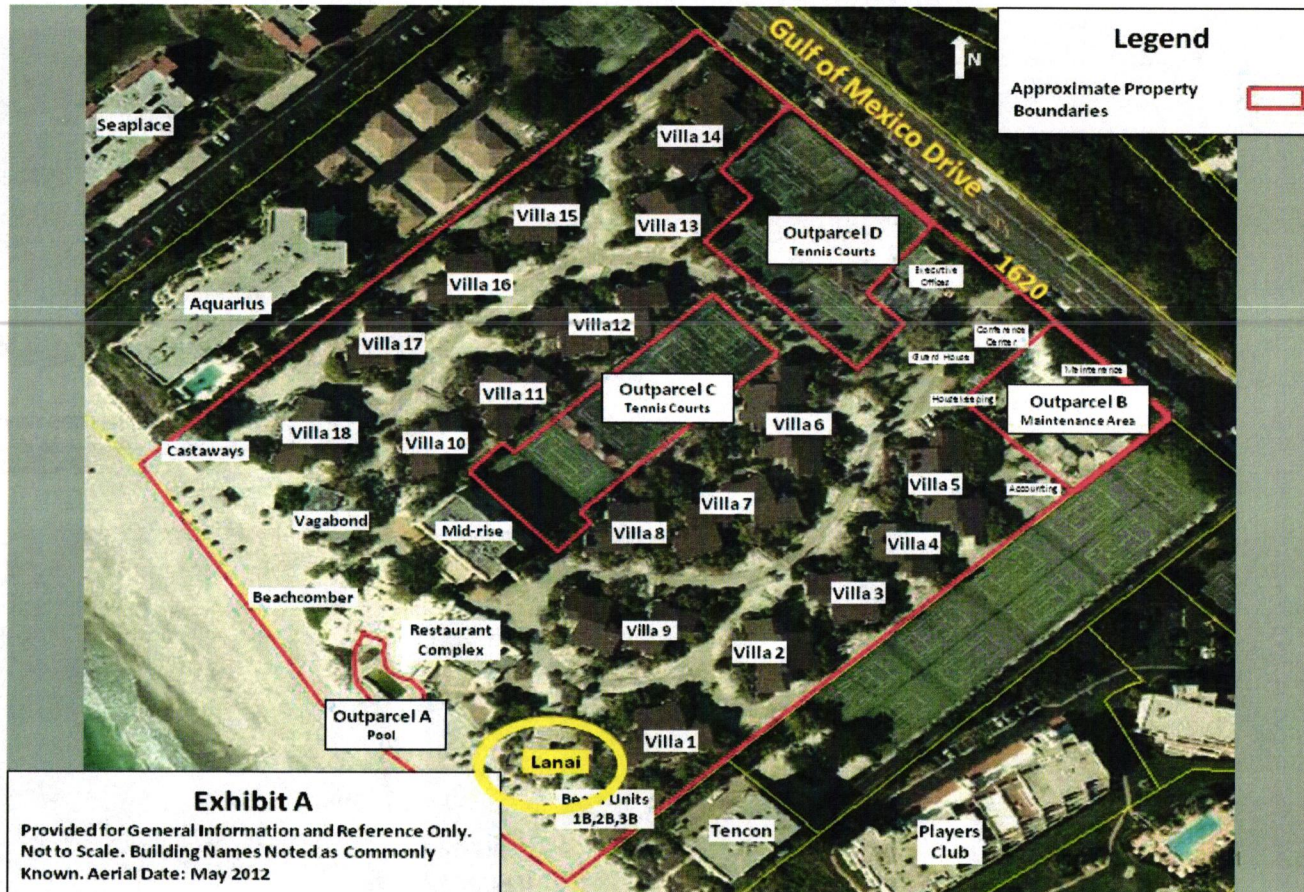 Legend
Approximate Property
Boundaries
N
Gulf of Mexico Drive
1620
Seaplace
Villa 14
Villa 15
Villa 13
Outparcel D
Tennis Courts
Executive
Offices
Villa 16
Aquarius
Villa12
Conference
Center
Villa 17
Guard House
Maintenance
Villa 11
Outparcel C
Tennis Courts
Housekeeping
Outparcel B
Maintenance Area
Villa 6
Villa 18
Villa 10
Castaways
Villa 5
Accounting
Villa 7
Vagabond
Mid-rise
Villa 8
Villa 4
Beachcomber
Villa 3
Restaurant
Complex
Villa 9
Villa 2
Outparcel A
Pool
Villa 1
Lanai
Beach Units
1B,2B,3B
Tencon
Players
Club
Exhibit A
Provided for General Information and Reference Only.
Not to Scale. Building Names Noted as Commonly
Known. Aerial Date: May 2012